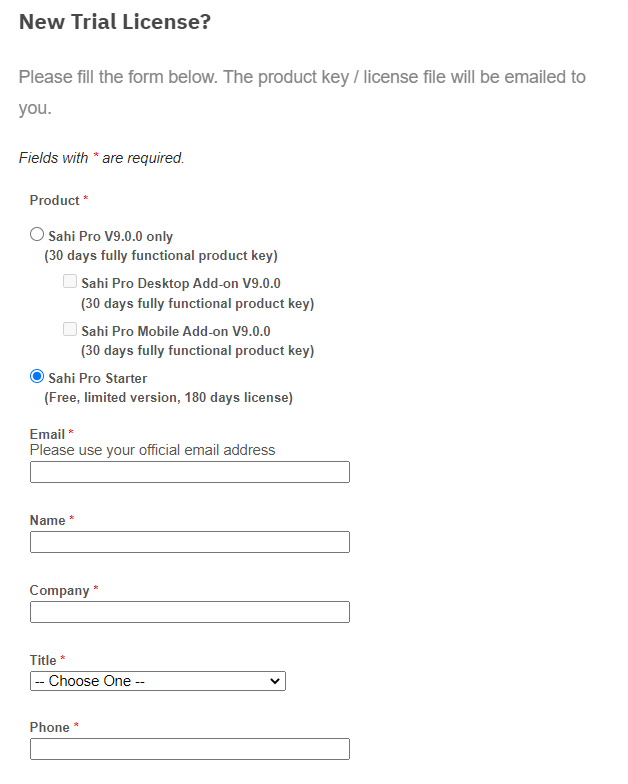 New Trial License?
Please fill the form below. The product key / license file will be emailed to
you.
Fields with * are required.
Product *
Sahi Pro V9.0.0 only
(30 days fully functional product key)
Sahi Pro Desktop Add-on V9.0.0
(30 days fully functional product key)
Sahi Pro Mobile Add-on V9.0.0
(30 days fully functional product key)
Sahi Pro Starter
(Free, limited version, 180 days license)
Email *
Please use your official email address
Name *
Company *
Title *
-- Choose One --
Phone *